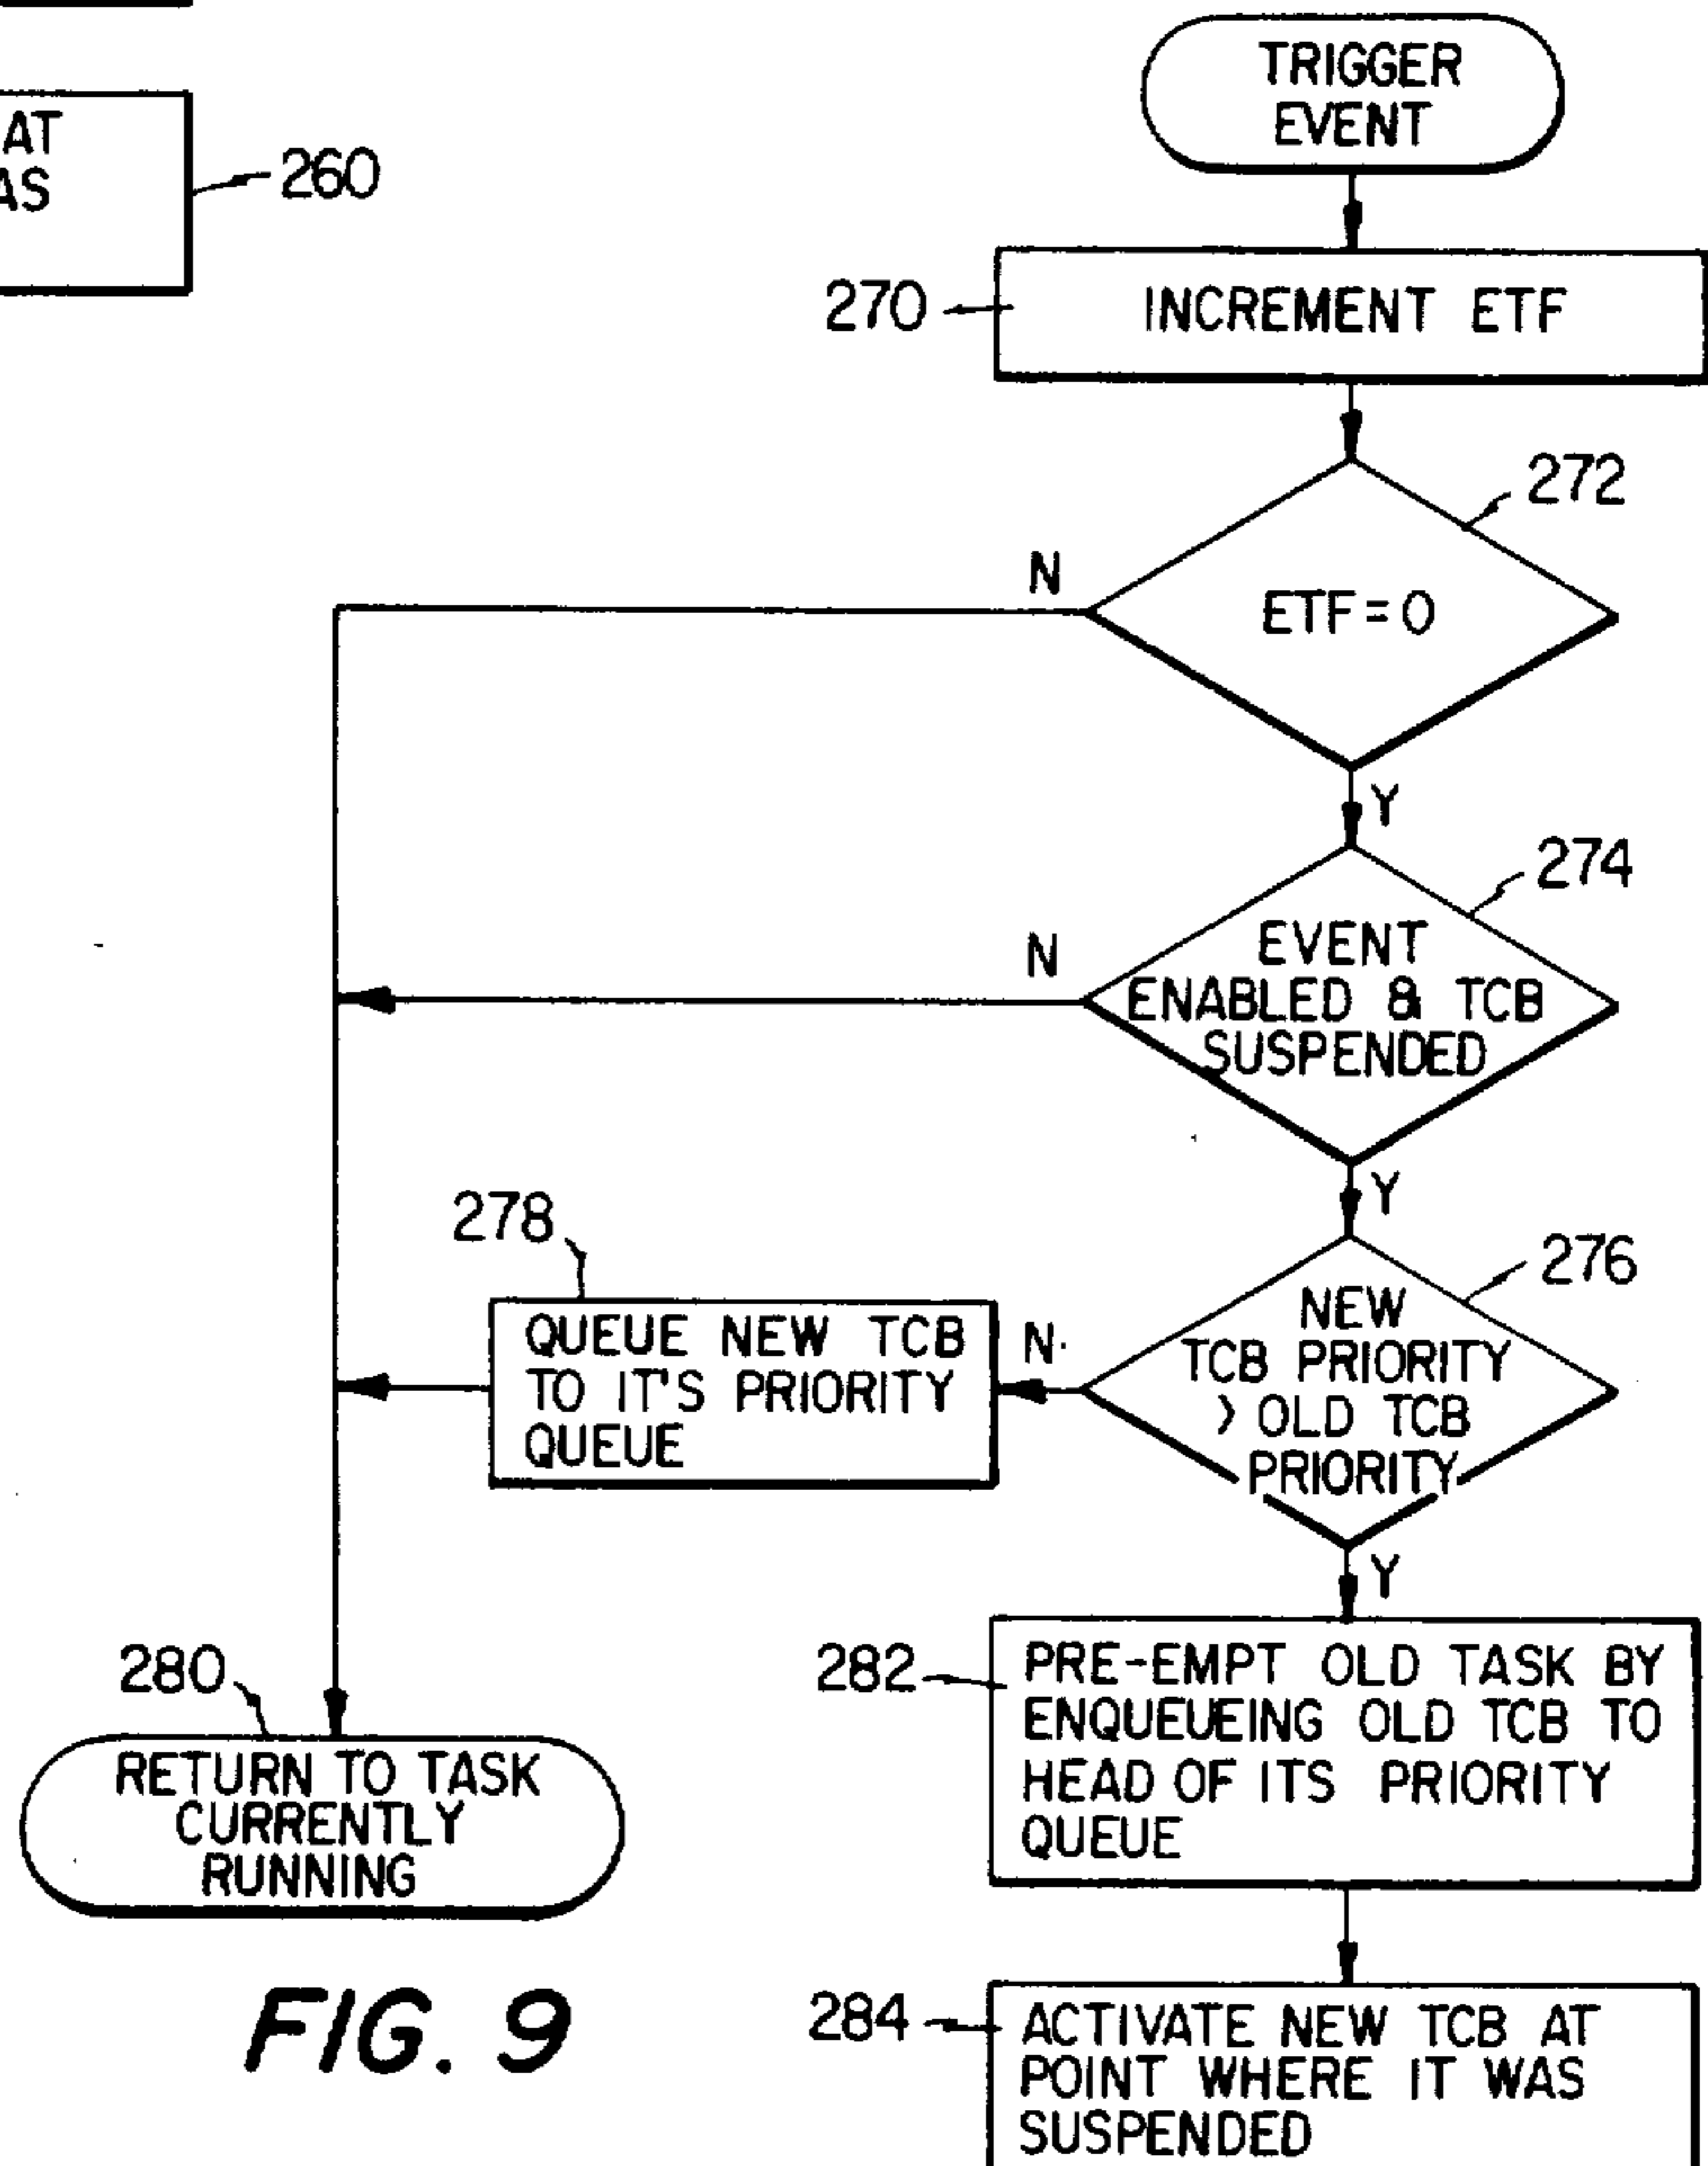 AT
AS
260
TRIGGER
EVENT
270
INCREMENT ETF
272
N
ETF=0
Y
274
N
EVENT
ENABLED & TCB
SUSPENDED
Y
278
276
QUEUE NEW TCB
TO IT'S PRIORITY
QUEUE
N
NEW
TCB PRIORITY
> OLD TCB
PRIORITY
Y
280
RETURN TO TASK
CURRENTLY
RUNNING
282
PRE-EMPT OLD TASK BY
ENQUEUEING OLD TCB TO
HEAD OF ITS PRIORITY
QUEUE
FIG. 9
284
ACTIVATE NEW TCB AT
POINT WHERE IT WAS
SUSPENDED